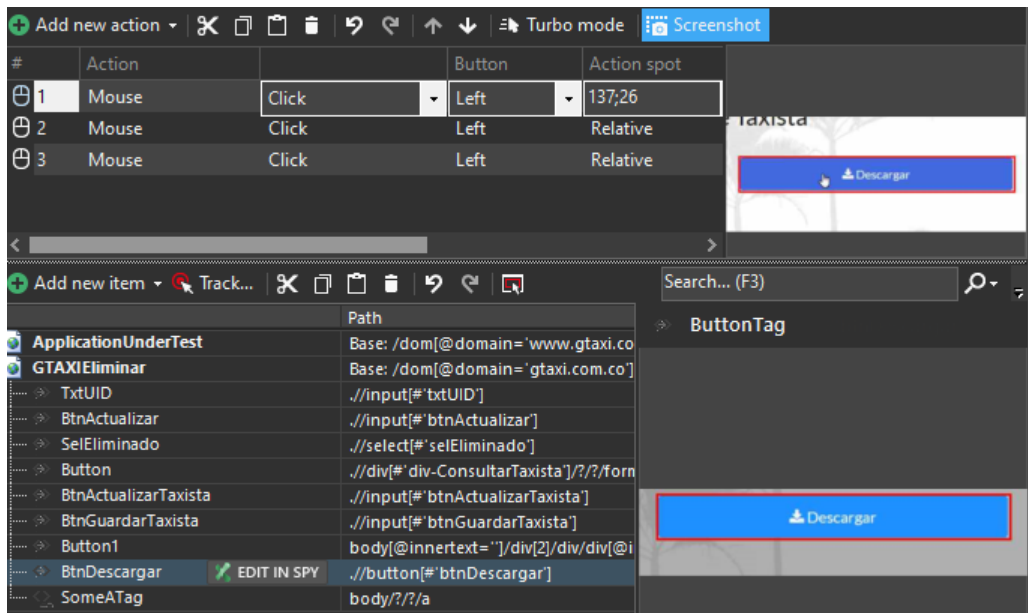 Add new action Turbo mode Screenshot
# Action Button Action spot
1 Mouse Click Left 137;26
2 Mouse Click Left Relative
3 Mouse Click Left Relative
Taxista
Descargar
Add new item Track... Search... (F3)
Path
ButtonTag
ApplicationUnderTest Base: /dom[@domain='www.gtaxi.co
GTAXIEliminar Base: /dom[@domain='gtaxi.com.co']
TxtUID .//input[#'txtUID']
BtnActualizar .//input[#'btnActualizar']
SelEliminado .//select[#'selEliminado']
Button .//div[#'div-ConsultarTaxista']/?/?/form
BtnActualizarTaxista .//input[#'btnActualizarTaxista']
BtnGuardarTaxista .//input[#'btnGuardarTaxista']
Descargar
Button1 body[@innertext='']/div[2]/div/div[@i
BtnDescargar EDIT IN SPY .//button[#'btnDescargar']
SomeATag body/?/?/a